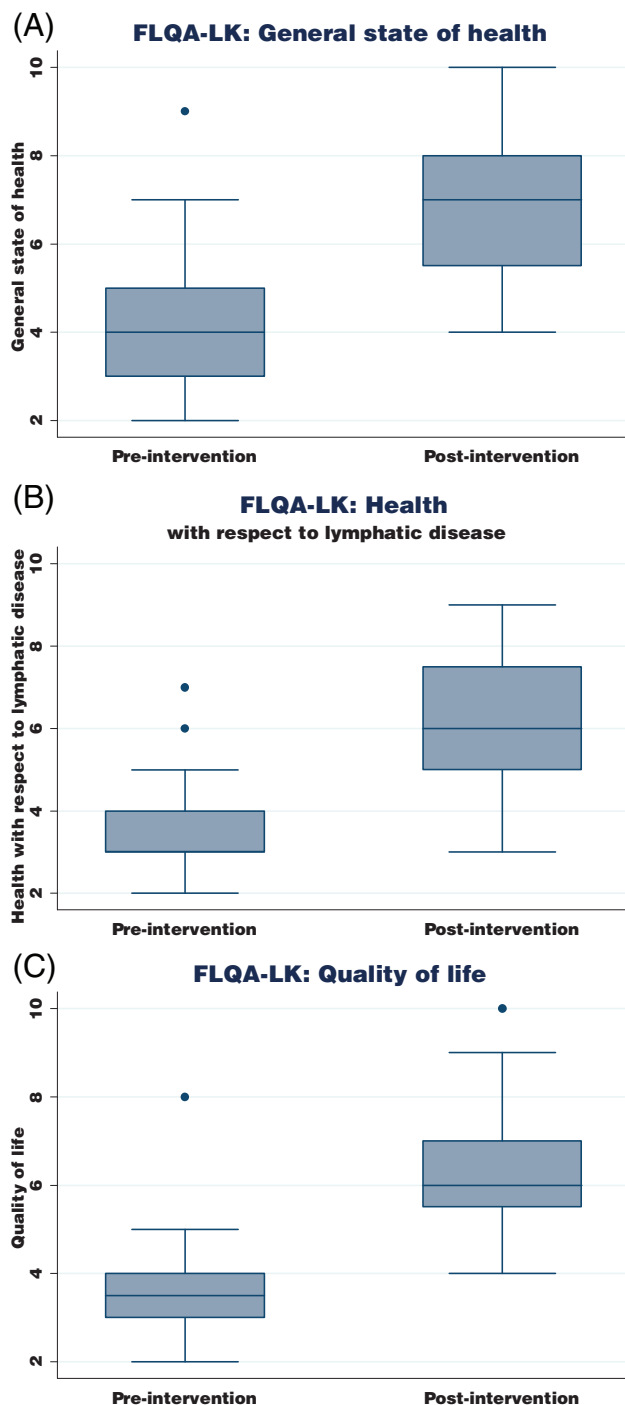 (A)
FLQA-LK: General state of health
General state of health
10
8
6
4
2
Pre-intervention Post-intervention
(B)
FLQA-LK: Health
with respect to lymphatic disease
Health with respect to lymphatic disease
10
8
6
4
2
Pre-intervention Post-intervention
(C)
FLQA-LK: Quality of life
Quality of life
10
8
6
4
2
Pre-intervention Post-intervention